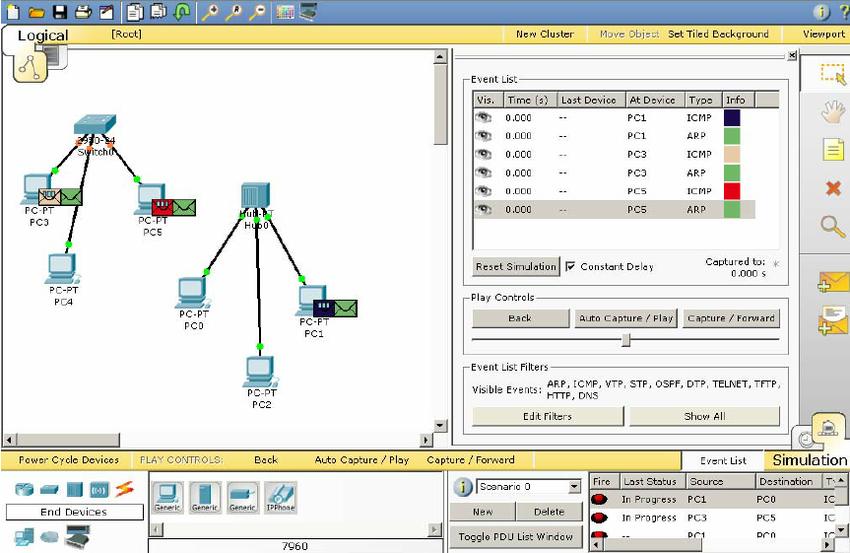 Logical [Root] New Cluster Move Object Set Tiled Background Viewport
Event List
Vis. Time (s) Last Device At Device Type Info
0.000 -- PC1 ICMP
0.000 -- PC1 ARP
0.000 -- PC3 ICMP
0.000 -- PC3 ARP
0.000 -- PC5 ICMP
0.000 -- PC5 ARP
Reset Simulation Constant Delay Captured to: *
0.000 s
Play Controls
Back Auto Capture / Play Capture / Forward
Event List Filters
Visible Events: ARP, ICMP, VTP, STP, OSPF, DTP, TELNET, TFTP,
HTTP, DNS
Edit Filters Show All
2950-24
Switch0
PC-PT
PC3
PC-PT
PC5
PC-PT
PC4
Hub-PT
Hub0
PC-PT
PC0
PC-PT
PC1
PC-PT
PC2
Power Cycle Devices PLAY CONTROLS: Back Auto Capture / Play Capture / Forward Event List Simulation
End Devices
Generic Generic Generic IPPhone
7960
Scenario 0
New Delete
Toggle PDU List Window
Fire Last Status Source Destination
In Progress PC1 PC0 IC
In Progress PC3 PC5 IC
-- PC1 PC0 IC